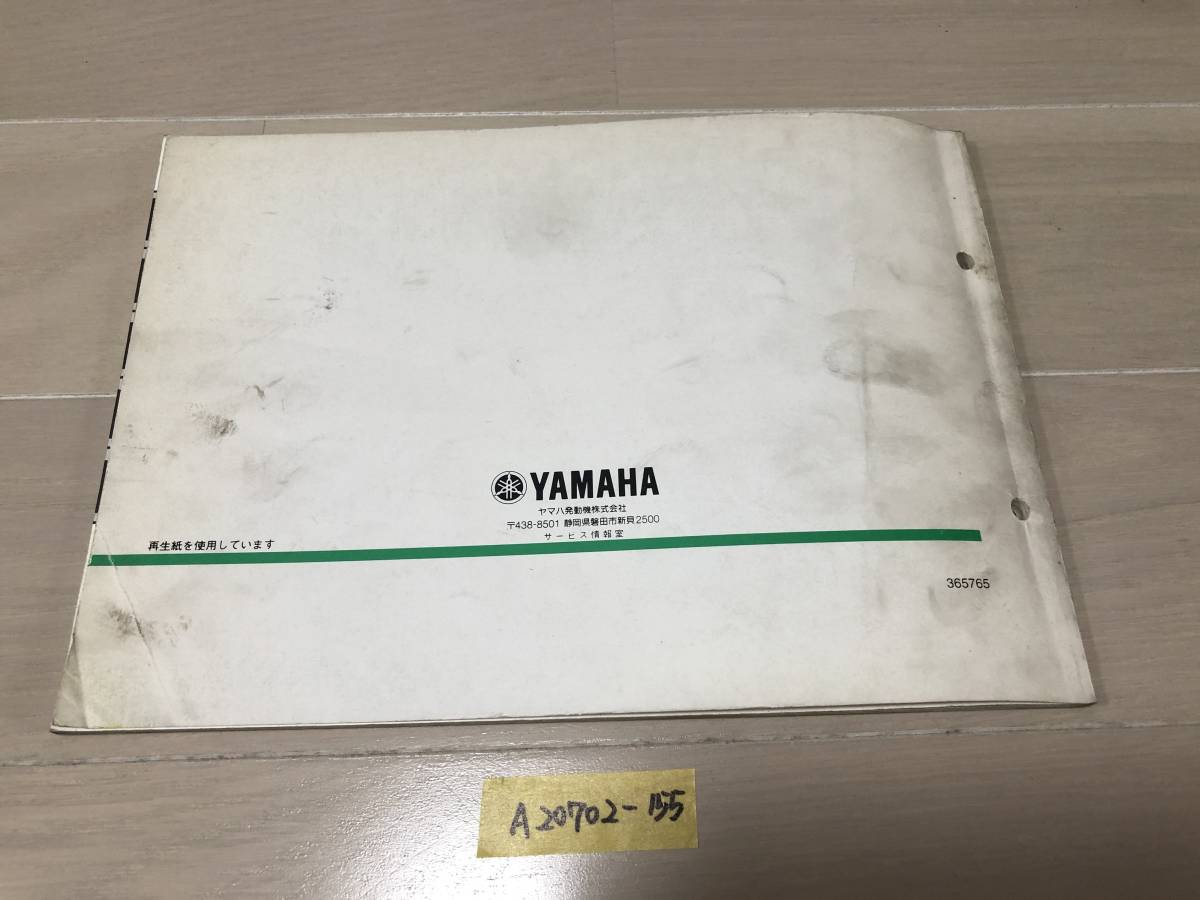 YAMAHA
ヤマハ発動機株式会社
〒438-8501 静岡県磐田市新貝2500
サービス情報室
再生紙を使用しています
365765
A20702-155